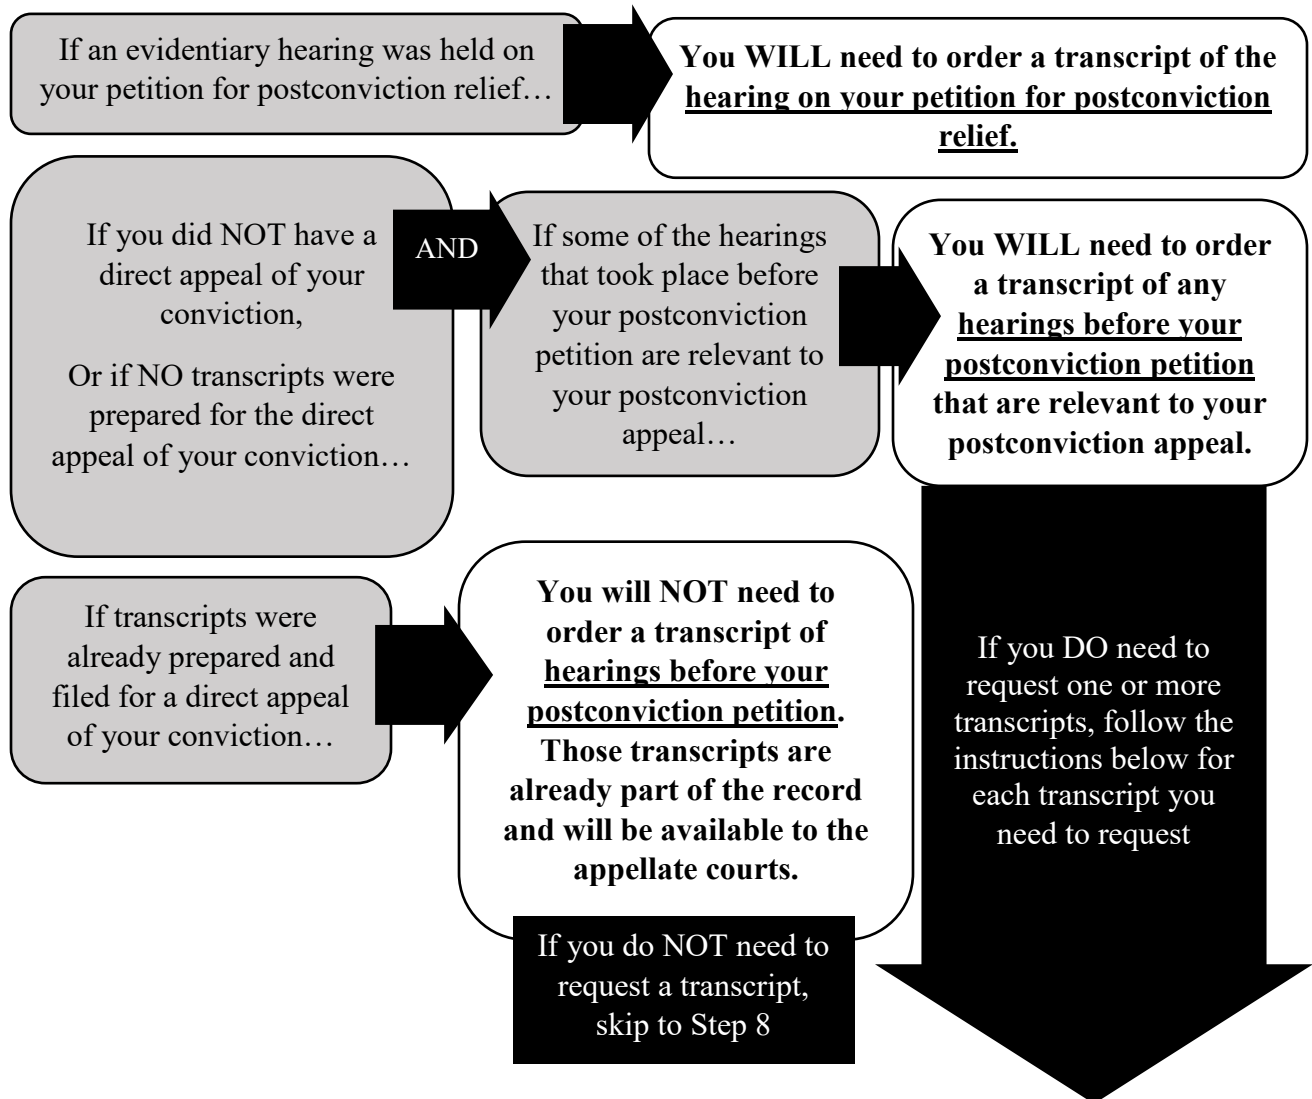 If an evidentiary hearing was held on
your petition for postconviction relief…
You WILL need to order a transcript of the
hearing on your petition for postconviction
relief.
If you did NOT have a
direct appeal of your
conviction,
Or if NO transcripts were
prepared for the direct
appeal of your conviction…
AND
If some of the hearings
that took place before
your postconviction
petition are relevant to
your postconviction
appeal…
You WILL need to order
a transcript of any
hearings before your
postconviction petition
that are relevant to your
postconviction appeal.
If transcripts were
already prepared and
filed for a direct appeal
of your conviction…
You will NOT need to
order a transcript of
hearings before your
postconviction petition.
Those transcripts are
already part of the record
and will be available to the
appellate courts.
If you do NOT need to
request a transcript,
skip to Step 8
If you DO need to
request one or more
transcripts, follow the
instructions below for
each transcript you
need to request